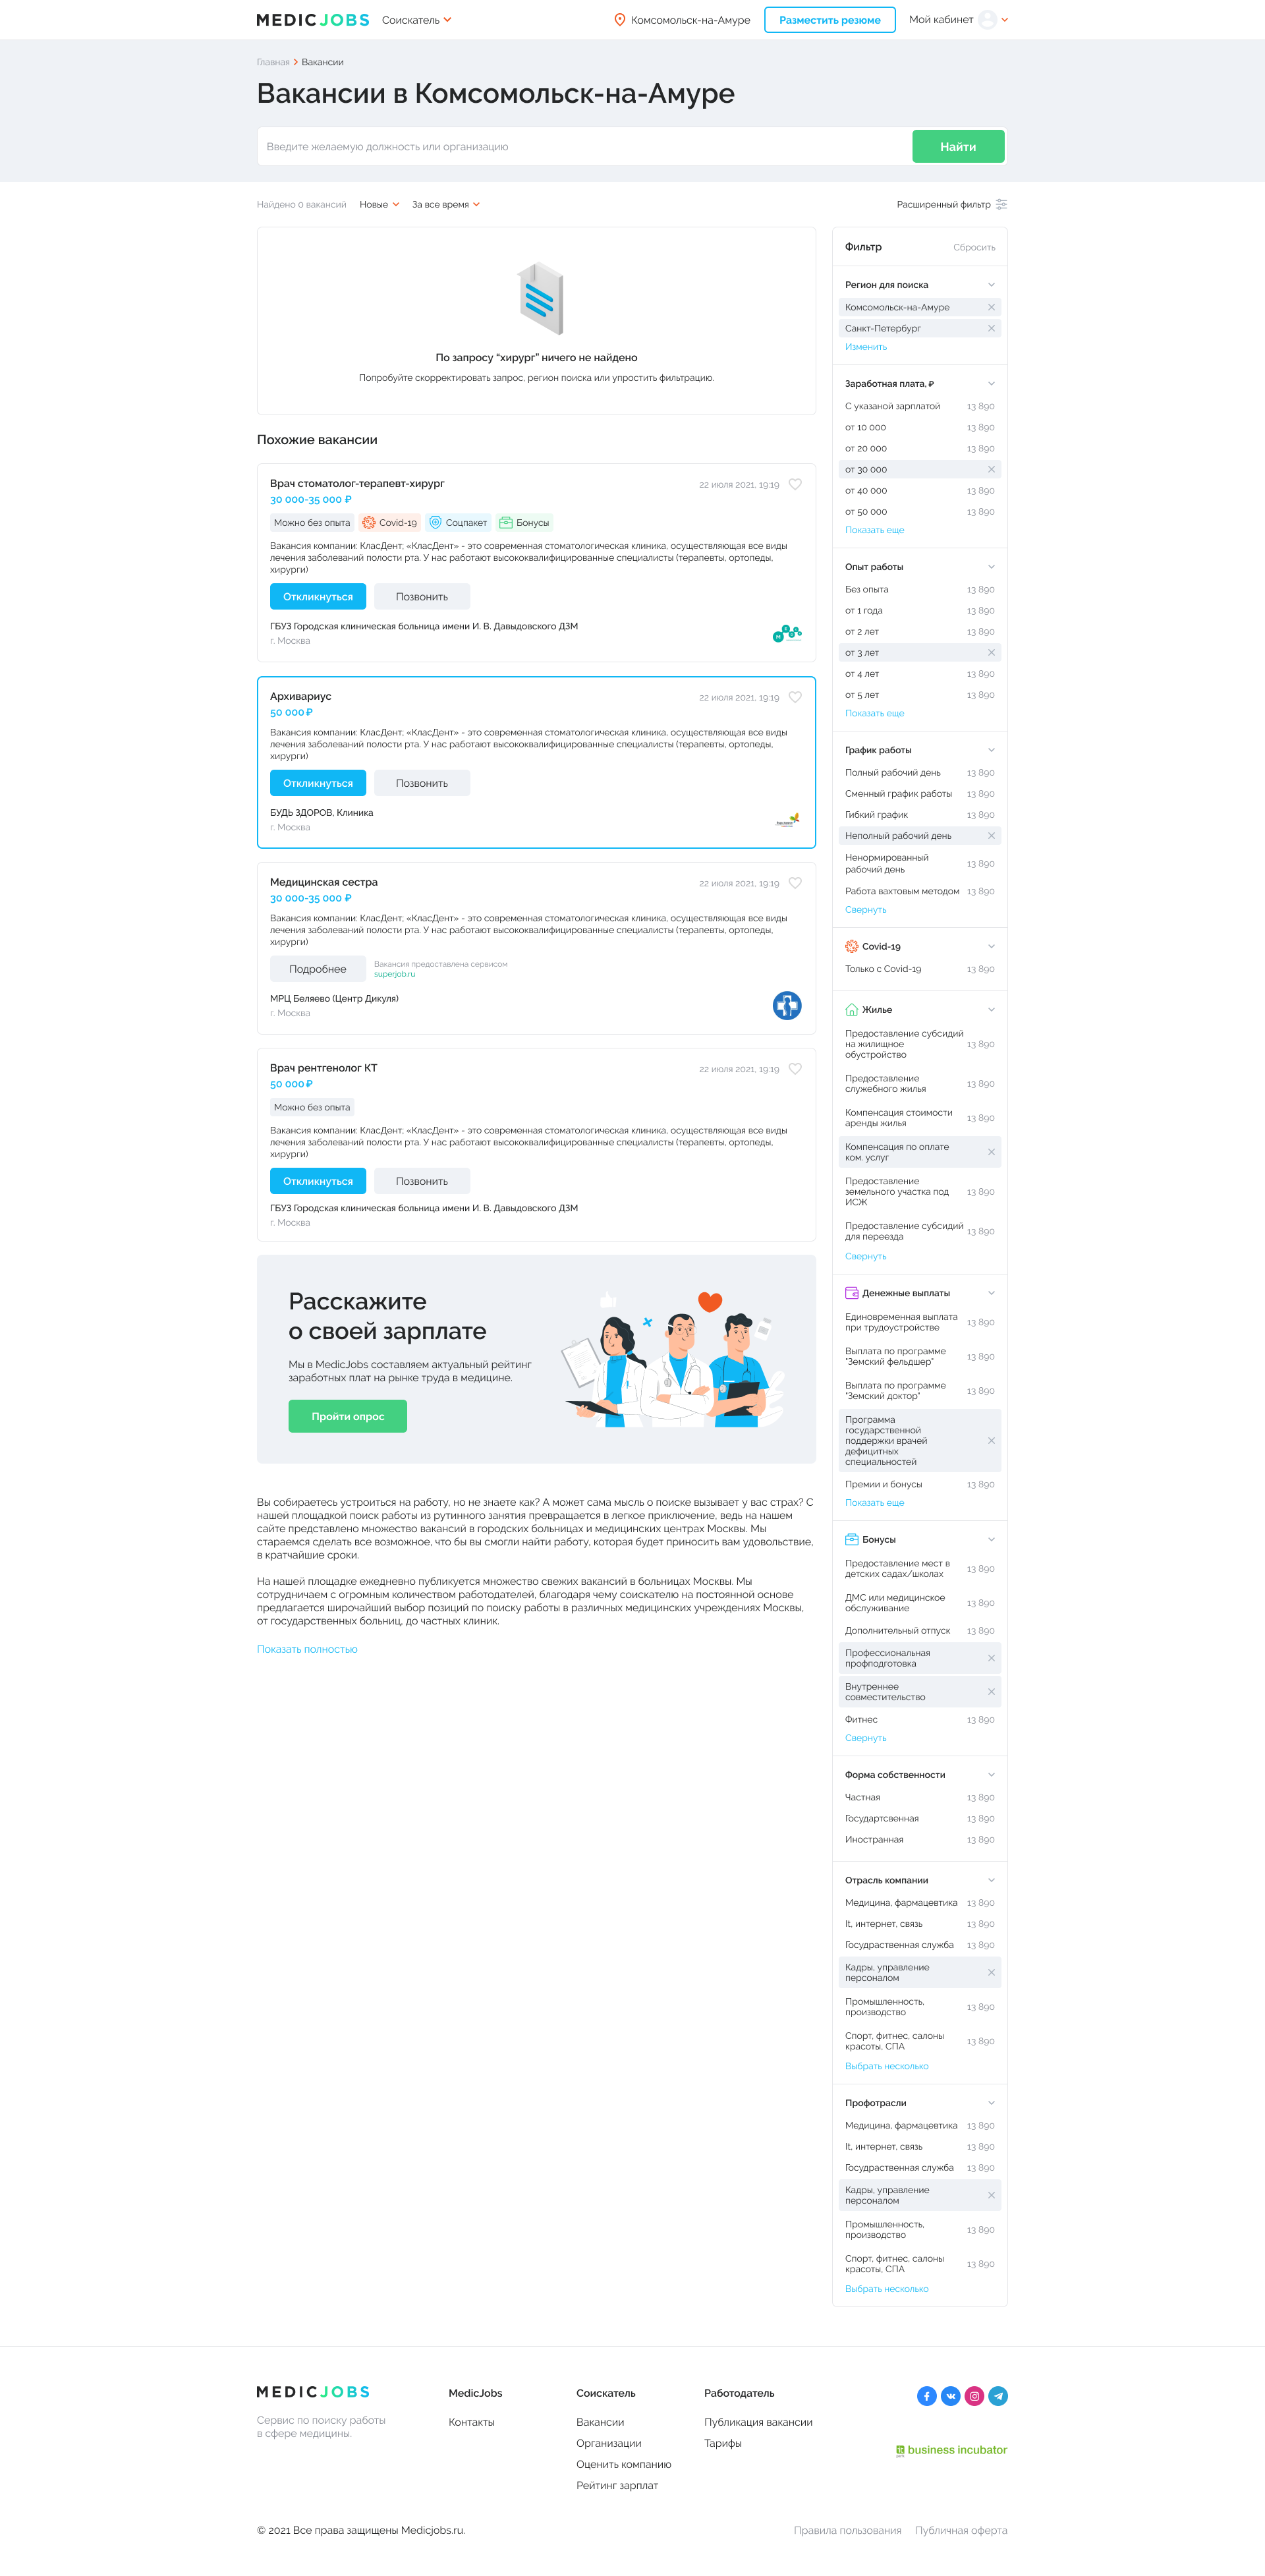 MEDICJOBS Соискатель Комсомольск-на-Амуре Разместить резюме Мой кабинет
Главная Вакансии
Вакансии в Комсомольск-на-Амуре
Введите желаемую должность или организацию Найти
Найдено 0 вакансий Новые За все время Расширенный фильтр
По запросу “хирург” ничего не найдено
Попробуйте скорректировать запрос, регион поиска или упростить фильтрацию.
Похожие вакансии
Врач стоматолог-терапевт-хирург 22 июля 2021, 19:19
30 000-35 000 ₽
Можно без опыта Covid-19 Соцпакет Бонусы
Вакансия компании: КласДент; «КласДент» - это современная стоматологическая клиника, осуществляющая все виды
лечения заболеваний полости рта. У нас работают высококвалифицированные специалисты (терапевты, ортопеды,
хирурги)
Откликнуться Позвонить
ГБУЗ Городская клиническая больница имени И. В. Давыдовского ДЗМ
г. Москва
Архивариус 22 июля 2021, 19:19
50 000 ₽
Вакансия компании: КласДент; «КласДент» - это современная стоматологическая клиника, осуществляющая все виды
лечения заболеваний полости рта. У нас работают высококвалифицированные специалисты (терапевты, ортопеды,
хирурги)
Откликнуться Позвонить
БУДЬ ЗДОРОВ, Клиника
г. Москва
Медицинская сестра 22 июля 2021, 19:19
30 000-35 000 ₽
Вакансия компании: КласДент; «КласДент» - это современная стоматологическая клиника, осуществляющая все виды
лечения заболеваний полости рта. У нас работают высококвалифицированные специалисты (терапевты, ортопеды,
хирурги)
Подробнее Вакансия предоставлена сервисом
superjob.ru
МРЦ Беляево (Центр Дикуля)
г. Москва
Врач рентгенолог КТ 22 июля 2021, 19:19
50 000 ₽
Можно без опыта
Вакансия компании: КласДент; «КласДент» - это современная стоматологическая клиника, осуществляющая все виды
лечения заболеваний полости рта. У нас работают высококвалифицированные специалисты (терапевты, ортопеды,
хирурги)
Откликнуться Позвонить
ГБУЗ Городская клиническая больница имени И. В. Давыдовского ДЗМ
г. Москва
Расскажите
о своей зарплате
Мы в MedicJobs составляем актуальный рейтинг
заработных плат на рынке труда в медицине.
Пройти опрос
Вы собираетесь устроиться на работу, но не знаете как? А может сама мысль о поиске вызывает у вас страх? С
нашей площадкой поиск работы из рутинного занятия превращается в легкое приключение, ведь на нашем
сайте представлено множество вакансий в городских больницах и медицинских центрах Москвы. Мы
стараемся сделать все возможное, что бы вы смогли найти работу, которая будет приносить вам удовольствие,
в кратчайшие сроки.
На нашей площадке ежедневно публикуется множество свежих вакансий в больницах Москвы. Мы
сотрудничаем с огромным количеством работодателей, благодаря чему соискателю на постоянной основе
предлагается широчайший выбор позиций по поиску работы в различных медицинских учреждениях Москвы,
от государственных больниц, до частных клиник.
Показать полностью
Фильтр Сбросить
Регион для поиска
Комсомольск-на-Амуре
Санкт-Петербург
Изменить
Заработная плата, ₽
С указаной зарплатой 13 890
от 10 000 13 890
от 20 000 13 890
от 30 000
от 40 000 13 890
от 50 000 13 890
Показать еще
Опыт работы
Без опыта 13 890
от 1 года 13 890
от 2 лет 13 890
от 3 лет
от 4 лет 13 890
от 5 лет 13 890
Показать еще
График работы
Полный рабочий день 13 890
Сменный график работы 13 890
Гибкий график 13 890
Неполный рабочий день
Ненормированный
рабочий день 13 890
Работа вахтовым методом 13 890
Свернуть
Covid-19
Только с Covid-19 13 890
Жилье
Предоставление субсидий
на жилищное 13 890
обустройство
Предоставление
служебного жилья 13 890
Компенсация стоимости
аренды жилья 13 890
Компенсация по оплате
ком. услуг
Предоставление
земельного участка под 13 890
ИСЖ
Предоставление субсидий
для переезда 13 890
Свернуть
Денежные выплаты
Единовременная выплата
при трудоустройстве 13 890
Выплата по программе
"Земский фельдшер" 13 890
Выплата по программе
"Земский доктор" 13 890
Программа
государственной
поддержки врачей
дефицитных
специальностей
Премии и бонусы 13 890
Показать еще
Бонусы
Предоставление мест в
детских садах/школах 13 890
ДМС или медицинское
обслуживание 13 890
Дополнительный отпуск 13 890
Профессиональная
профподготовка
Внутреннее
совместительство
Фитнес 13 890
Свернуть
Форма собственности
Частная 13 890
Государтсвенная 13 890
Иностранная 13 890
Отрасль компании
Медицина, фармацевтика 13 890
It, интернет, связь 13 890
Госудраственная служба 13 890
Кадры, управление
персоналом
Промышленность,
производство 13 890
Спорт, фитнес, салоны
красоты, СПА 13 890
Выбрать несколько
Профотрасли
Медицина, фармацевтика 13 890
It, интернет, связь 13 890
Госудраственная служба 13 890
Кадры, управление
персоналом
Промышленность,
производство 13 890
Спорт, фитнес, салоны
красоты, СПА 13 890
Выбрать несколько
MEDICJOBS
Сервис по поиску работы
в сфере медицины.
MedicJobs
Контакты
Соискатель
Вакансии
Организации
Оценить компанию
Рейтинг зарплат
Работодатель
Публикация вакансии
Тарифы
business incubator
© 2021 Все права защищены Medicjobs.ru. Правила пользования Публичная оферта